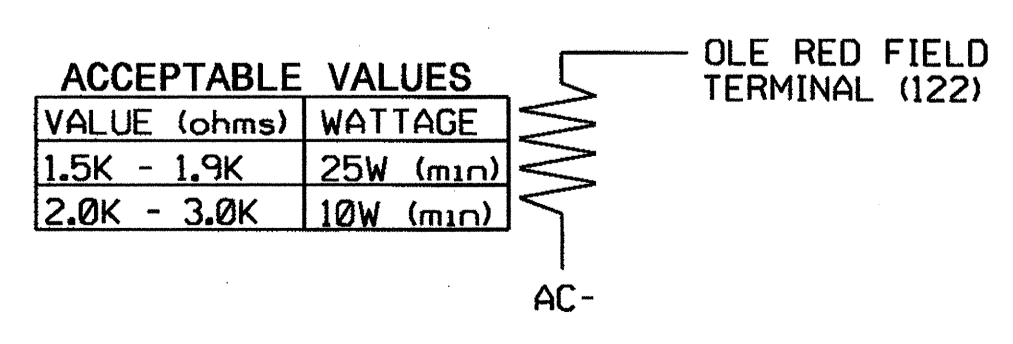 ACCEPTABLE VALUES
VALUE (ohms) WATTAGE
1.5K - 1.9K 25W (min)
2.0K - 3.0K 10W (min)
OLE RED FIELD
TERMINAL (122)
AC-